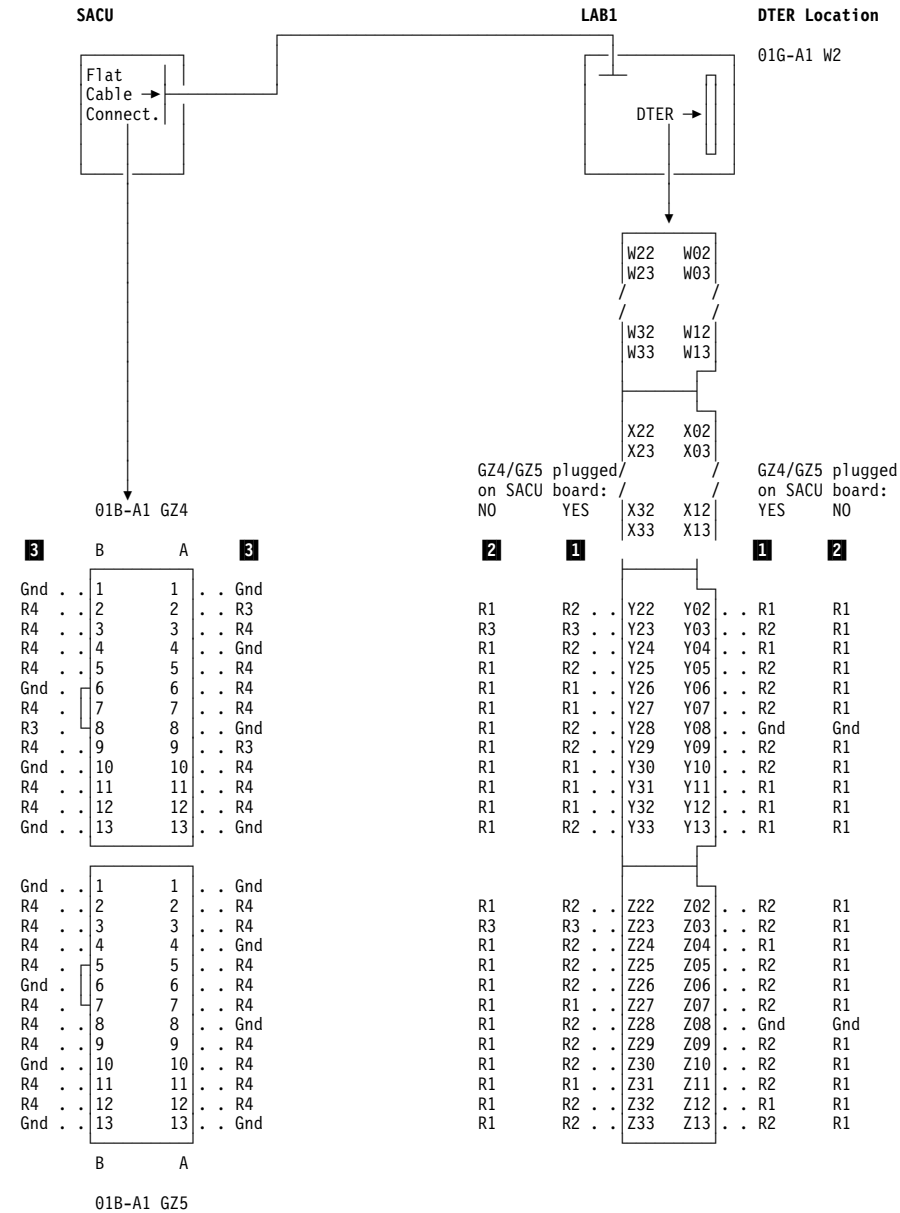 SACU LAB1 DTER Location
01G-A1 W2
Flat
Cable
Connect.
DTER
W22 W02
W23 W03
/ /
/ /
W32 W12
W33 W13
X22 X02
X23 X03
GZ4/GZ5 plugged / / GZ4/GZ5 plugged
on SACU board: / / on SACU board:
01B-A1 GZ4 NO YES X32 X12 YES NO
X33 X13
3 B A 3 2 1 1 2
Gnd . . 1 1 . . Gnd
R4 . . 2 2 . . R3 R1 R2 . . Y22 Y02 . . R1 R1
R4 . . 3 3 . . R4 R3 R3 . . Y23 Y03 . . R2 R1
R4 . . 4 4 . . Gnd R1 R2 . . Y24 Y04 . . R1 R1
R4 . . 5 5 . . R4 R1 R2 . . Y25 Y05 . . R2 R1
Gnd . 6 6 . . R4 R1 R1 . . Y26 Y06 . . R2 R1
R4 . 7 7 . . R4 R1 R1 . . Y27 Y07 . . R2 R1
R3 . 8 8 . . Gnd R1 R2 . . Y28 Y08 . . Gnd Gnd
R4 . . 9 9 . . R3 R1 R2 . . Y29 Y09 . . R2 R1
Gnd . . 10 10 . . R4 R1 R1 . . Y30 Y10 . . R2 R1
R4 . . 11 11 . . R4 R1 R1 . . Y31 Y11 . . R1 R1
R4 . . 12 12 . . R4 R1 R1 . . Y32 Y12 . . R1 R1
Gnd . . 13 13 . . Gnd R1 R2 . . Y33 Y13 . . R1 R1
Gnd . . 1 1 . . Gnd
R4 . . 2 2 . . R4 R1 R2 . . Z22 Z02 . . R2 R1
R4 . . 3 3 . . R4 R3 R3 . . Z23 Z03 . . R2 R1
R4 . . 4 4 . . Gnd R1 R2 . . Z24 Z04 . . R1 R1
R4 . 5 5 . . R4 R1 R2 . . Z25 Z05 . . R2 R1
Gnd . 6 6 . . R4 R1 R2 . . Z26 Z06 . . R2 R1
R4 . 7 7 . . R4 R1 R1 . . Z27 Z07 . . R2 R1
R4 . . 8 8 . . Gnd R1 R2 . . Z28 Z08 . . Gnd Gnd
R4 . . 9 9 . . R4 R1 R2 . . Z29 Z09 . . R2 R1
Gnd . . 10 10 . . R4 R1 R2 . . Z30 Z10 . . R2 R1
R4 . . 11 11 . . R4 R1 R1 . . Z31 Z11 . . R2 R1
R4 . . 12 12 . . R4 R1 R2 . . Z32 Z12 . . R1 R1
Gnd . . 13 13 . . Gnd R1 R2 . . Z33 Z13 . . R2 R1
B A
01B-A1 GZ5